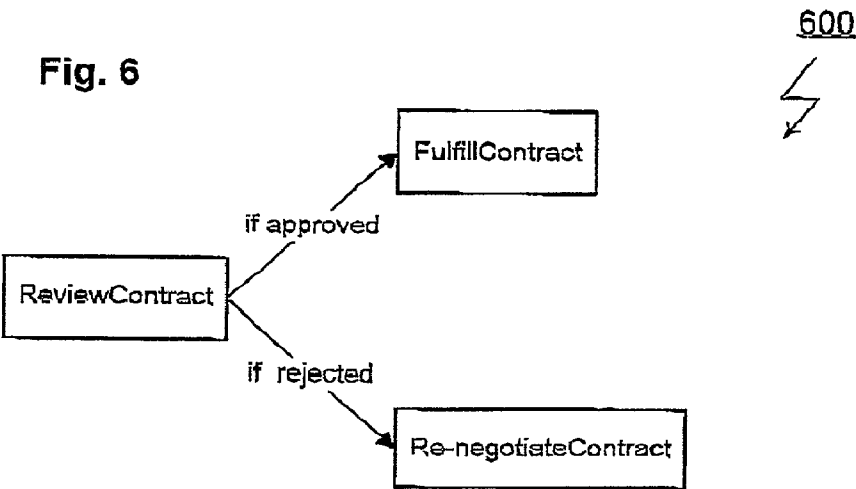 600
Fig. 6
FulfillContract
if approved
ReviewContract
if rejected
Re-negotiateContract